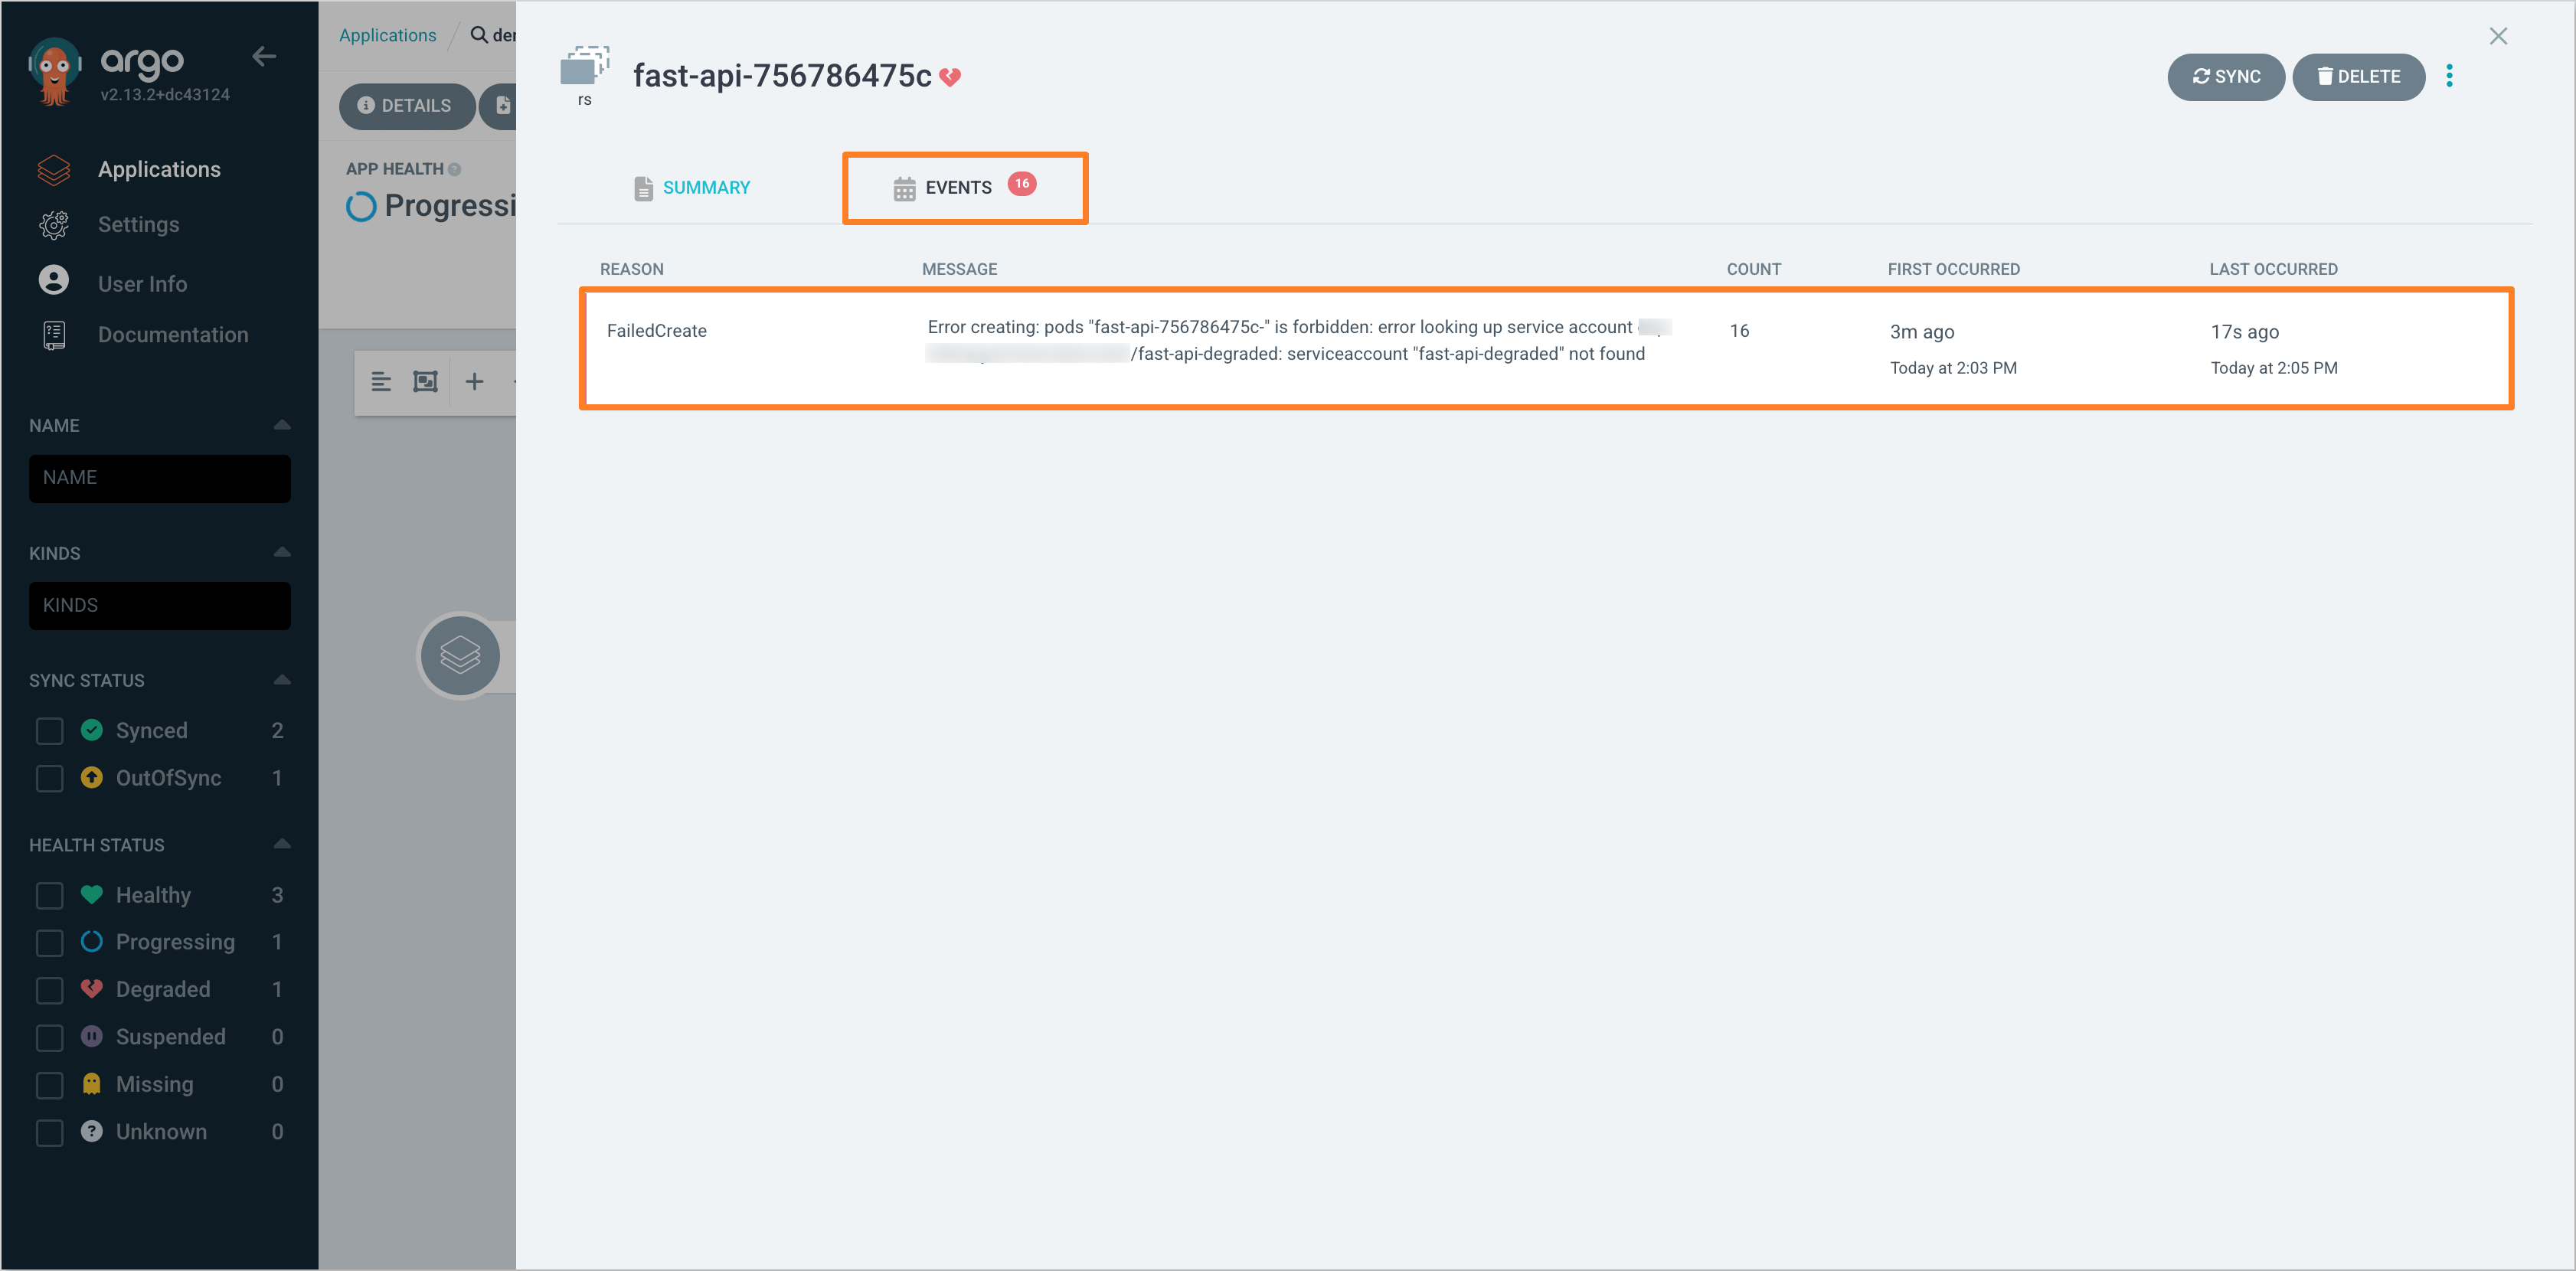 argo
v2.13.2+dc43124
Applications
Settings
User Info
Documentation
NAME
NAME
KINDS
KINDS
SYNC STATUS
Synced 2
OutOfSync 1
HEALTH STATUS
Healthy 3
Progressing 1
Degraded 1
Suspended 0
Missing 0
Unknown 0
Applications
DETAILS
APP HEALTH
rs
fast-api-756786475c
SYNC DELETE
SUMMARY EVENTS 16
REASON MESSAGE COUNT FIRST OCCURRED LAST OCCURRED
FailedCreate
Error creating: pods "fast-api-756786475c-" is forbidden: error looking up service account
/fast-api-degraded: serviceaccount "fast-api-degraded" not found
16
3m ago
Today at 2:03 PM
17s ago
Today at 2:05 PM